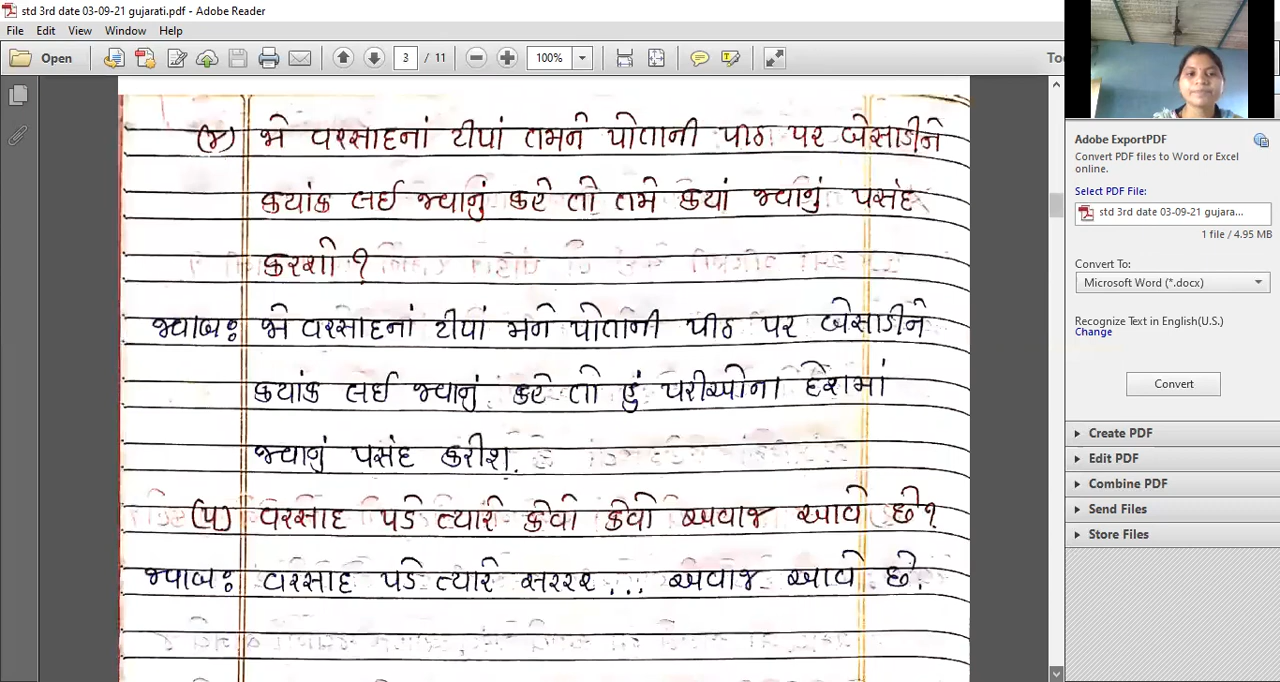 std 3rd date 03-09-21 gujarati.pdf - Adobe Reader
File Edit View Window Help
Open 3 / 11 100%
(૪) જો વરસાદનાં ટીપાં તમને પોતાની પીઠ પર બેસાડીને
ક્યાંક લઈ જવાનું કહે તો તમે ક્યાં જવાનું પસંદ
કરશો ?
જવાબ: જો વરસાદનાં ટીપાં મને પોતાની પીઠ પર બેસાડીને
ક્યાંક લઈ જવાનું કહે તો હું પરીઓના દેશમાં
જવાનું પસંદ કરીશ.
(૫) વરસાદ પડે ત્યારે કેવો કેવો અવાજ આવે છે ?
જવાબ: વરસાદ પડે ત્યારે સરરર... અવાજ આવે છે.
Adobe ExportPDF
Convert PDF files to Word or Excel
online.
Select PDF File:
std 3rd date 03-09-21 gujara...
1 file / 4.95 MB
Convert To:
Microsoft Word (*.docx)
Recognize Text in English(U.S.)
Change
Convert
Create PDF
Edit PDF
Combine PDF
Send Files
Store Files